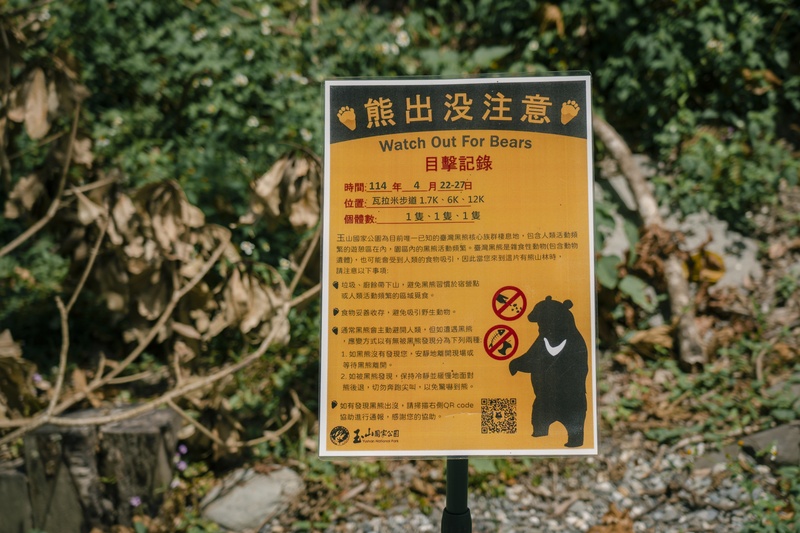 熊出没注意
Watch Out For Bears
目擊記錄
時間: 114 年 4 月 22-27日
位置: 瓦拉米步道 1.7K、6K、12K
個體數: 1 隻、1 隻、1 隻
玉山國家公園為目前唯一已知的臺灣黑熊核心族群棲息地,包含人類活動頻
繁的遊憩區在內,園區內的黑熊活動頻繁。臺灣黑熊是雜食性動物(包含動物
遺體),也可能會受到人類的食物吸引,因此當您來到這片有熊山林時,
請注意以下事項:
垃圾、廚餘帶下山,避免黑熊習慣於宿營點
或人類活動頻繁的區域覓食。
食物妥善收存,避免吸引野生動物。
通常黑熊會主動避開人類,但如遭遇黑熊
,應變方式以有無被黑熊發現分為下列兩種:
1. 如黑熊沒有發現您,安靜地離開現場或
等待黑熊離開。
2. 如被黑熊發現,保持冷靜並緩慢地面對
熊後退,切勿奔跑尖叫,以免驚嚇到熊。
如有發現黑熊出沒,請掃描右側QR code
協助進行通報,感謝您的協助。
玉山國家公園
Yushan National Park